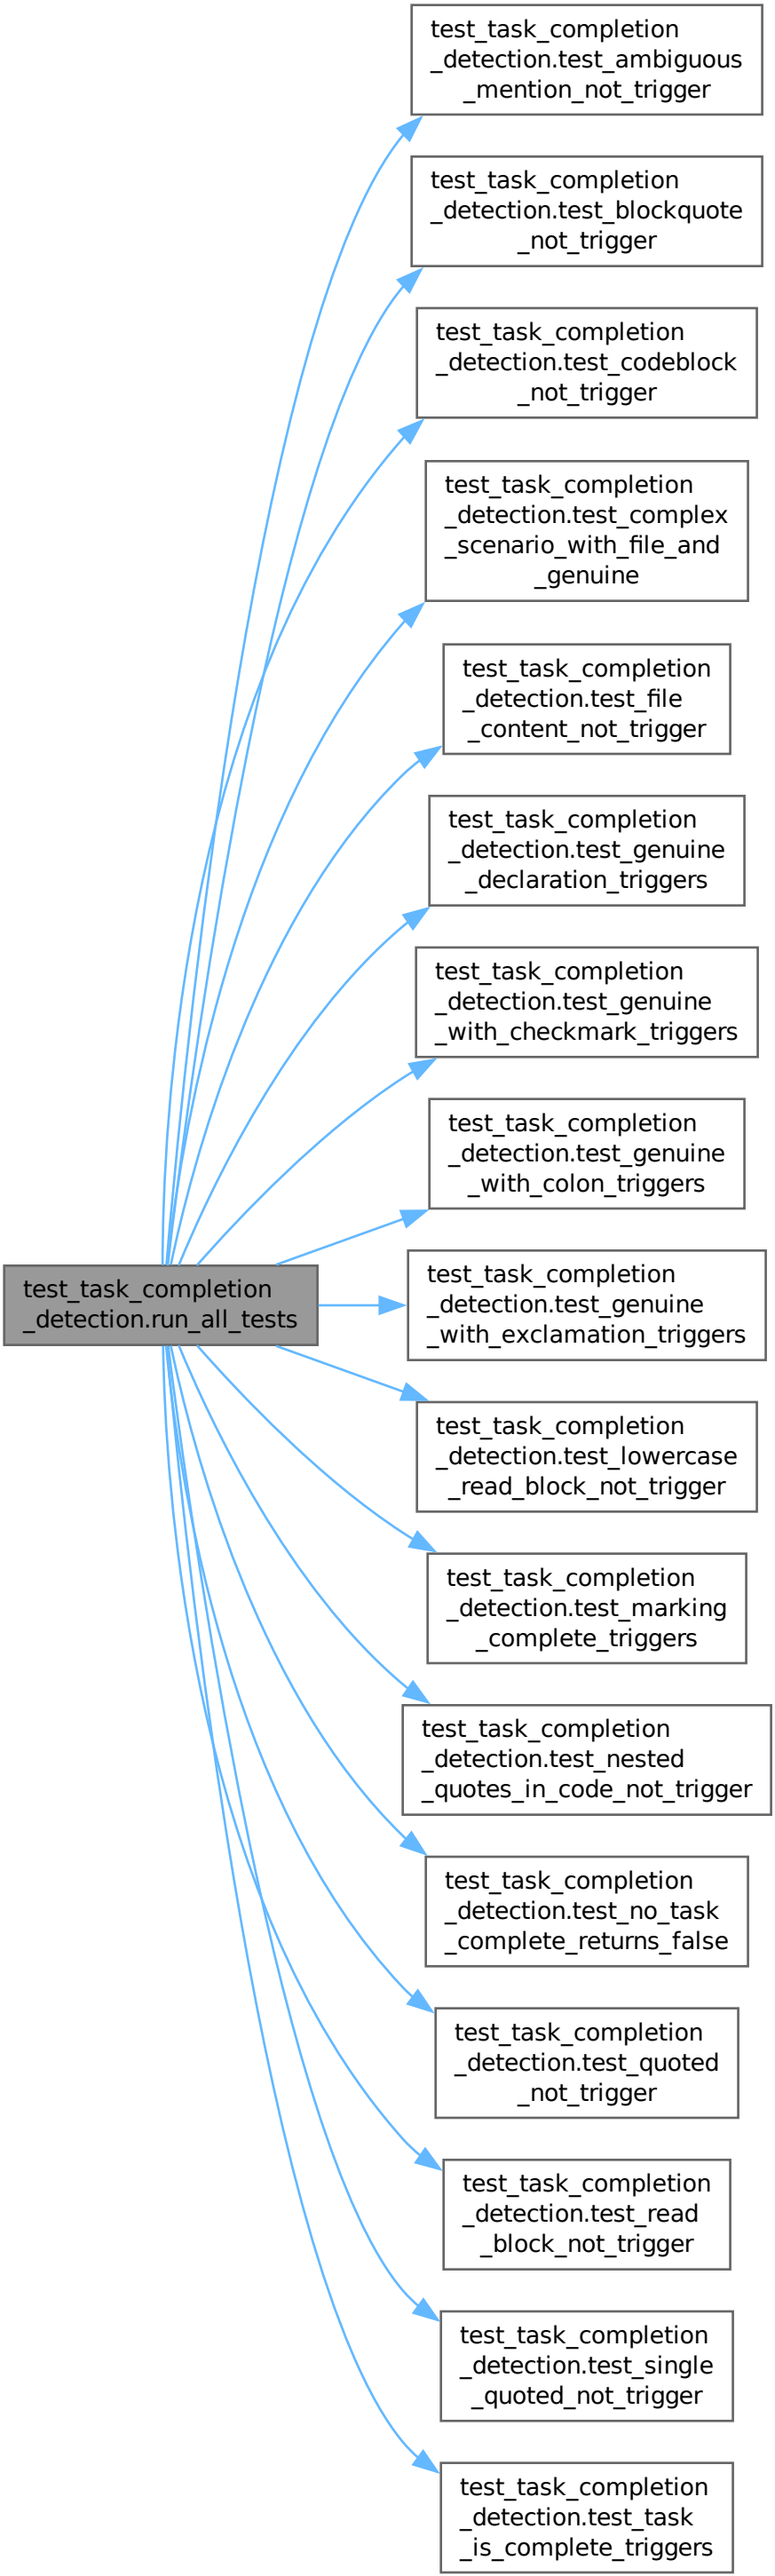 test_task_completion
_detection.test_ambiguous
_mention_not_trigger
test_task_completion
_detection.test_blockquote
_not_trigger
test_task_completion
_detection.test_codeblock
_not_trigger
test_task_completion
_detection.test_complex
_scenario_with_file_and
_genuine
test_task_completion
_detection.test_file
_content_not_trigger
test_task_completion
_detection.test_genuine
_declaration_triggers
test_task_completion
_detection.test_genuine
_with_checkmark_triggers
test_task_completion
_detection.test_genuine
_with_colon_triggers
test_task_completion
_detection.run_all_tests
test_task_completion
_detection.test_genuine
_with_exclamation_triggers
test_task_completion
_detection.test_lowercase
_read_block_not_trigger
test_task_completion
_detection.test_marking
_complete_triggers
test_task_completion
_detection.test_nested
_quotes_in_code_not_trigger
test_task_completion
_detection.test_no_task
_complete_returns_false
test_task_completion
_detection.test_quoted
_not_trigger
test_task_completion
_detection.test_read
_block_not_trigger
test_task_completion
_detection.test_single
_quoted_not_trigger
test_task_completion
_detection.test_task
_is_complete_triggers